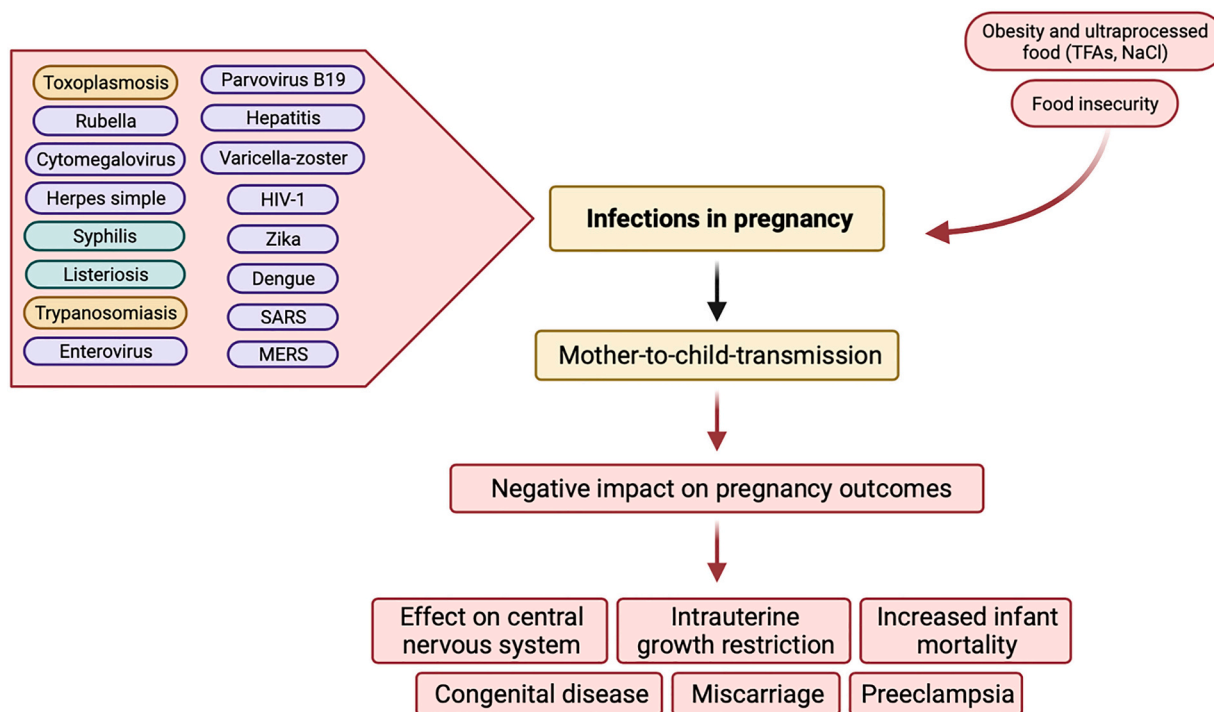 Toxoplasmosis
Rubella
Cytomegalovirus
Herpes simple
Syphilis
Listeriosis
Trypanosomiasis
Enterovirus
Parvovirus B19
Hepatitis
Varicella-zoster
HIV-1
Zika
Dengue
SARS
MERS
Obesity and ultraprocessed
food (TFAs, NaCl)
Food insecurity
Infections in pregnancy
Mother-to-child-transmission
Negative impact on pregnancy outcomes
Effect on central
nervous system
Intrauterine
growth restriction
Increased infant
mortality
Congenital disease
Miscarriage
Preeclampsia